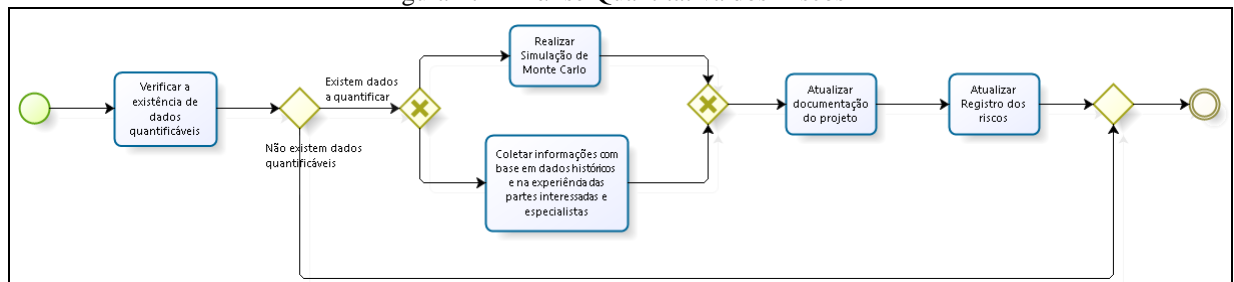 Verificar a
existência de
dados
quantificáveis
Existem dados
a quantificar
Não existem dados
quantificáveis
Realizar
Simulação de
Monte Carlo
Coletar informações com
base em dados históricos
e na experiência das
partes interessadas e
especialistas
Atualizar
documentação
do projeto
Atualizar
Registro dos
riscos